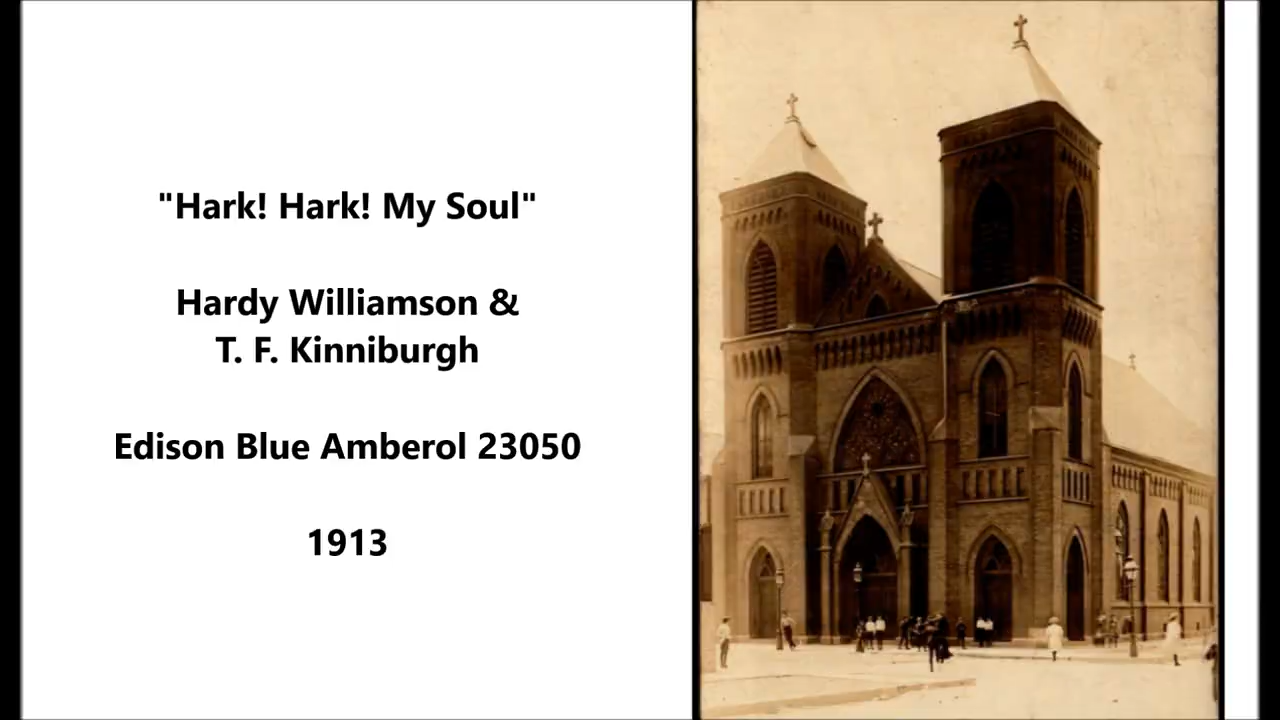 "Hark! Hark! My Soul"
Hardy Williamson &
T. F. Kinniburgh
Edison Blue Amberol 23050
1913